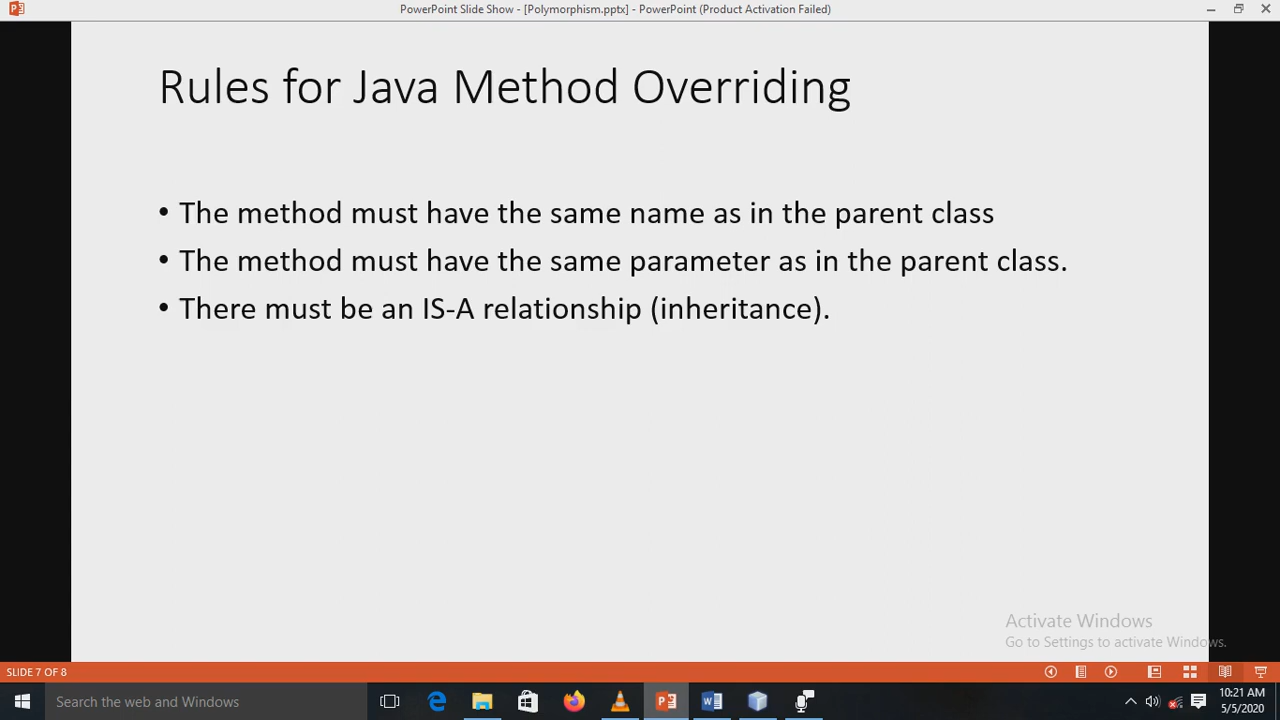 PowerPoint Slide Show - [Polymorphism.pptx] - PowerPoint (Product Activation Failed)
Rules for Java Method Overriding
• The method must have the same name as in the parent class
• The method must have the same parameter as in the parent class.
• There must be an IS-A relationship (inheritance).
Activate Windows
Go to Settings to activate Windows.
SLIDE 7 OF 8
Search the web and Windows
10:21 AM
5/5/2020